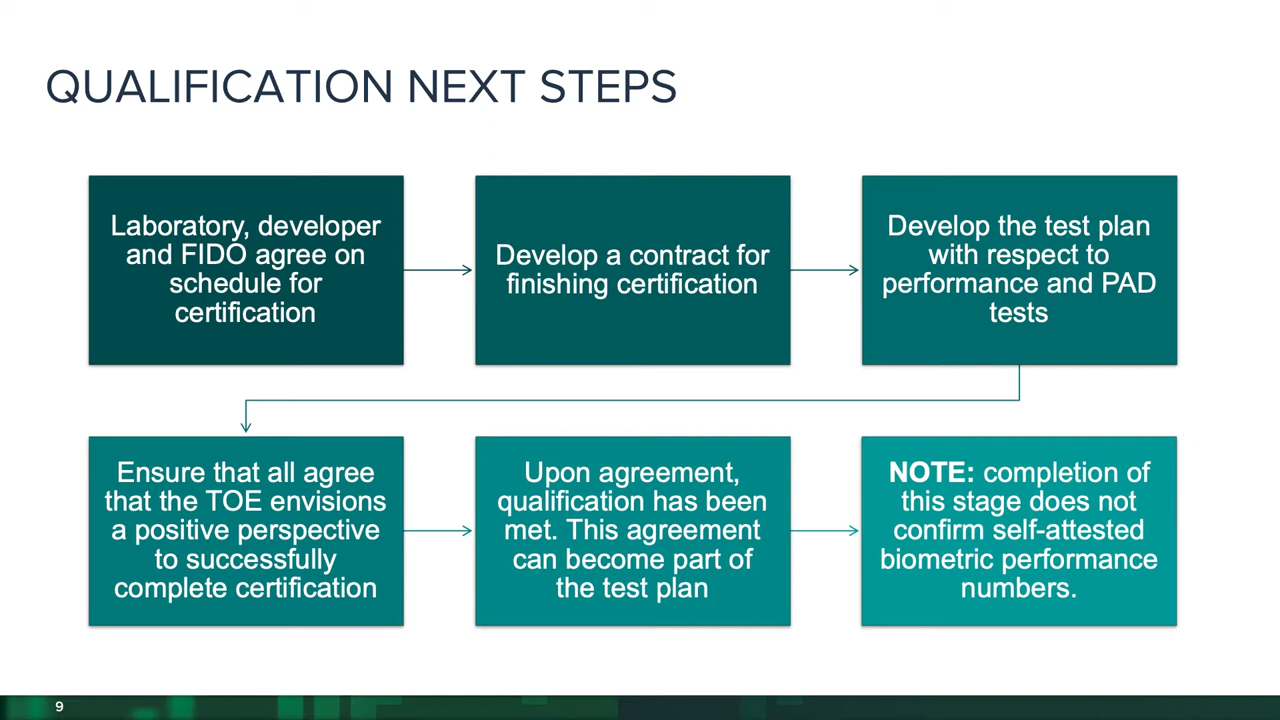 QUALIFICATION NEXT STEPS
Laboratory, developer
and FIDO agree on
schedule for
certification
Develop a contract for
finishing certification
Develop the test plan
with respect to
performance and PAD
tests
Ensure that all agree
that the TOE envisions
a positive perspective
to successfully
complete certification
Upon agreement,
qualification has been
met. This agreement
can become part of
the test plan
NOTE: completion of
this stage does not
confirm self-attested
biometric performance
numbers.
9